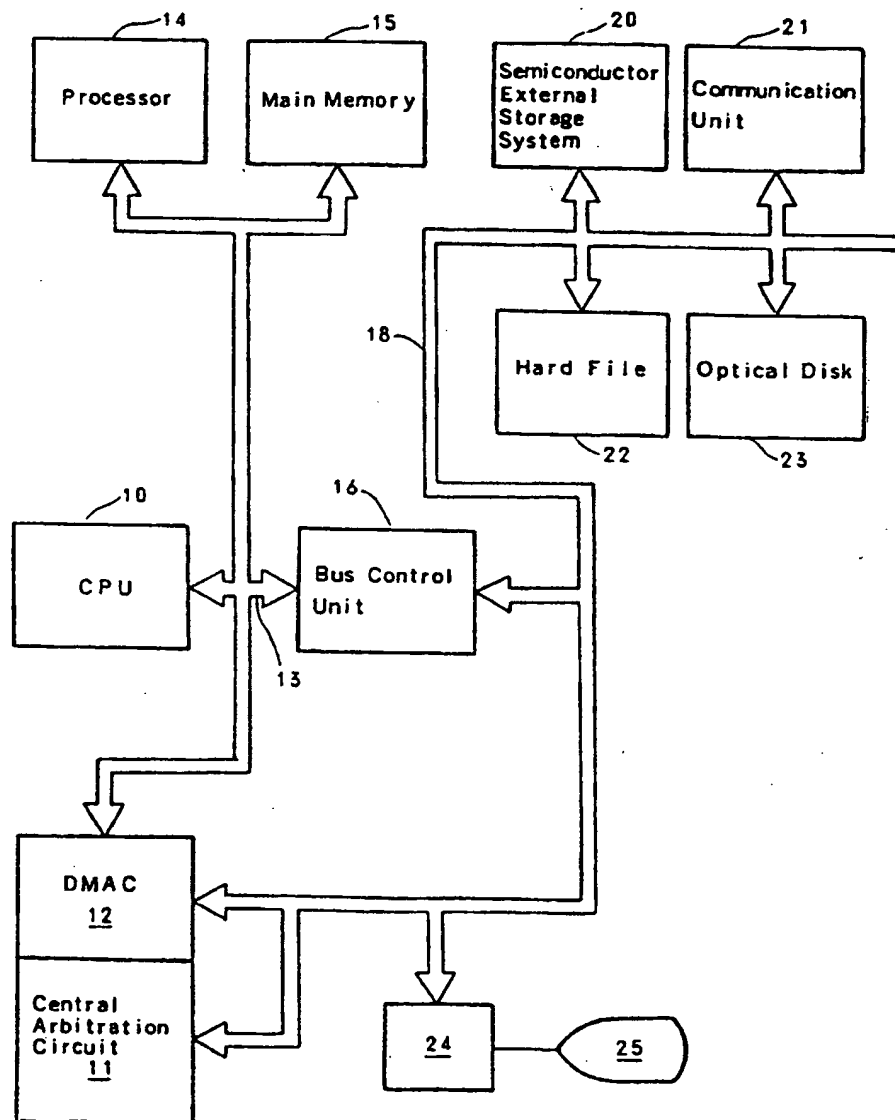 14
15
20
21
Processor
Main Memory
Semiconductor
External
Storage
System
Communication
Unit
18
Hard File
Optical Disk
22
23
10
16
CPU
Bus Control
Unit
13
DMAC
12
Central
Arbitration
Circuit
11
24
25